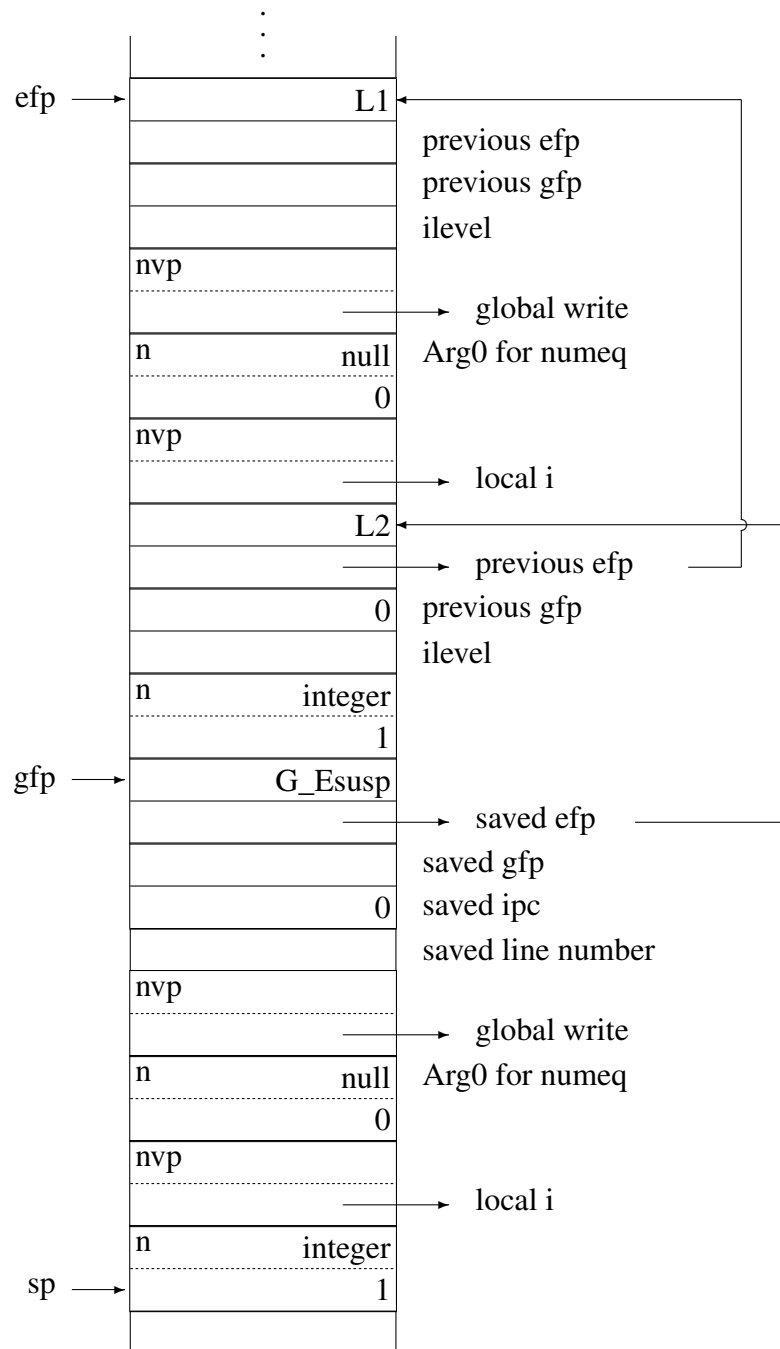 efp L1
previous efp
previous gfp
ilevel
nvp
global write
n null Arg0 for numeq
0
nvp
local i
L2
previous efp
0 previous gfp
ilevel
n integer
1
gfp G_Esusp
saved efp
saved gfp
0 saved ipc
saved line number
nvp
global write
n null Arg0 for numeq
0
nvp
local i
n integer
sp 1